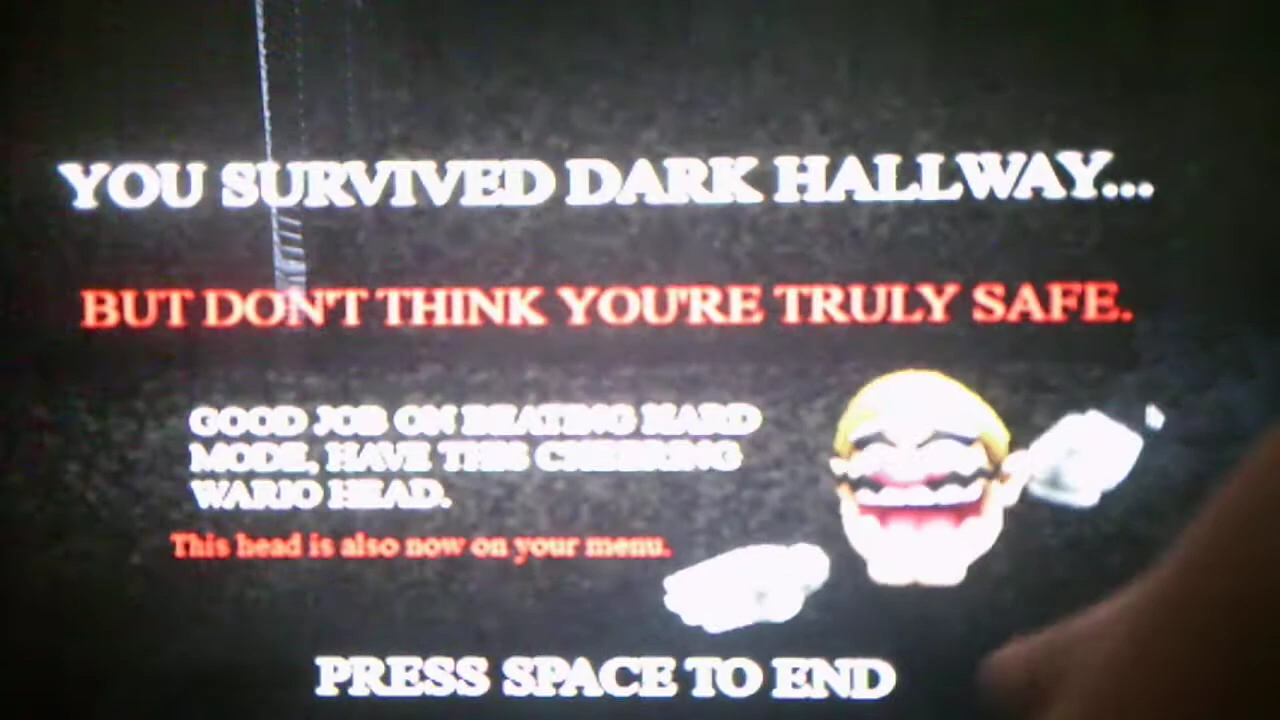 YOU SURVIVED DARK HALLWAY...
BUT DON'T THINK YOU'RE TRULY SAFE.
GOOD JOB ON BEATING HARD
MODE, HAVE THIS CHEERING
WARIO HEAD.
This head is also now on your menu.
PRESS SPACE TO END